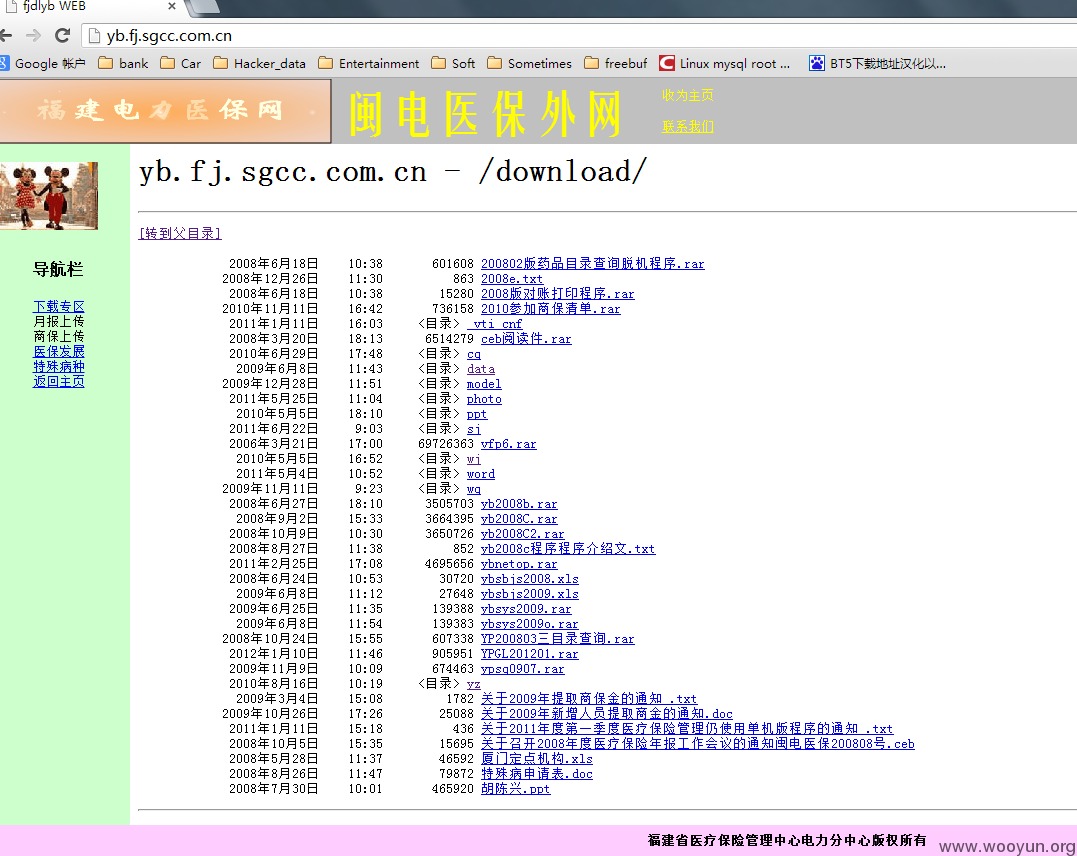 fjdlyb WEB
yb.fj.sgcc.com.cn
Google 帐户 bank Car Hacker_data Entertainment Soft Sometimes freebuf Linux mysql root ... BT5下载地址汉化以...
福建电力医保网
闽电医保外网
收为主页
联系我们
导航栏
下载专区
月报上传
商保上传
医保发展
特殊病种
返回主页
yb.fj.sgcc.com.cn - /download/
[转到父目录]
2008年6月18日 10:38 601608 200802版药品目录查询脱机程序.rar
2008年12月26日 11:30 863 2008e.txt
2008年6月18日 10:38 15280 2008版对账打印程序.rar
2010年11月11日 16:42 736158 2010参加商保清单.rar
2011年1月11日 16:03 <目录> _vti_cnf
2008年3月20日 18:13 6514279 ceb阅读件.rar
2010年6月29日 17:48 <目录> cq
2009年6月8日 11:43 <目录> data
2009年12月28日 11:51 <目录> model
2011年5月25日 11:04 <目录> photo
2010年5月5日 18:10 <目录> ppt
2011年6月22日 9:03 <目录> sj
2006年3月21日 17:00 69726363 vfp6.rar
2010年5月5日 16:52 <目录> wj
2011年5月4日 10:52 <目录> word
2009年11月11日 9:23 <目录> wq
2008年6月27日 18:10 3505703 yb2008b.rar
2008年9月2日 15:33 3664395 yb2008C.rar
2008年10月9日 10:30 3650726 yb2008C2.rar
2008年8月27日 11:38 852 yb2008c程序程序介绍文.txt
2011年2月25日 17:08 4695656 ybnetop.rar
2008年6月24日 10:53 30720 ybsbjs2008.xls
2009年6月8日 11:12 27648 ybsbjs2009.xls
2009年6月25日 11:35 139388 ybsys2009.rar
2009年6月8日 11:54 139383 ybsys2009o.rar
2008年10月24日 15:55 607338 YP200803三目录查询.rar
2012年1月10日 11:46 905951 YPGL201201.rar
2009年11月9日 10:09 674463 ypsq0907.rar
2010年8月16日 10:19 <目录> yz
2009年3月4日 15:08 1782 关于2009年提取商保金的通知 .txt
2009年10月26日 17:26 25088 关于2009年新增人员提取商金的通知.doc
2011年1月11日 15:18 436 关于2011年度第一季度医疗保险管理仍使用单机版程序的通知 .txt
2008年10月5日 15:35 15695 关于召开2008年度医疗保险年报工作会议的通知闽电医保200808号.ceb
2008年5月28日 11:37 46592 厦门定点机构.xls
2008年8月26日 11:47 79872 特殊病申请表.doc
2008年7月30日 10:01 465920 胡陈兴.ppt
福建省医疗保险管理中心电力分中心版权所有
www.wooyun.org